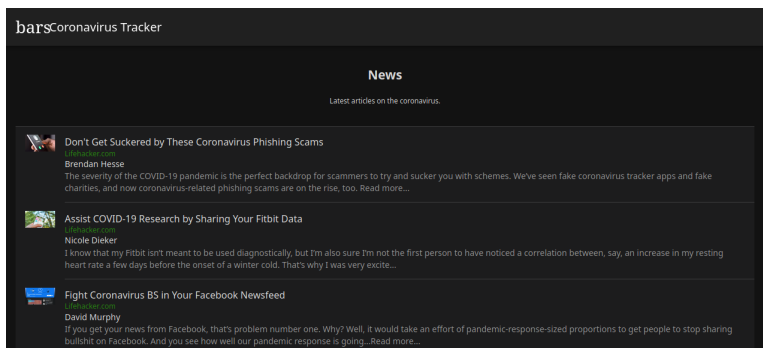 barsCoronavirus Tracker
News
Latest articles on the coronavirus.
Don't Get Suckered by These Coronavirus Phishing Scams
Lifehacker.com
Brendan Hesse
The severity of the COVID-19 pandemic is the perfect backdrop for scammers to try and sucker you with schemes. We've seen fake coronavirus tracker apps and fake
charities, and now coronavirus-related phishing scams are on the rise, too. Read more...
Assist COVID-19 Research by Sharing Your Fitbit Data
Lifehacker.com
Nicole Dieker
I know that my Fitbit isn't meant to be used diagnostically, but I'm also sure I'm not the first person to have noticed a correlation between, say, an increase in my resting
heart rate a few days before the onset of a winter cold. That's why I was very excite...
Fight Coronavirus BS in Your Facebook Newsfeed
Lifehacker.com
David Murphy
If you get your news from Facebook, that's problem number one. Why? Well, it would take an effort of pandemic-response-sized proportions to get people to stop sharing
bullshit on Facebook. And you see how well our pandemic response is going...Read more...